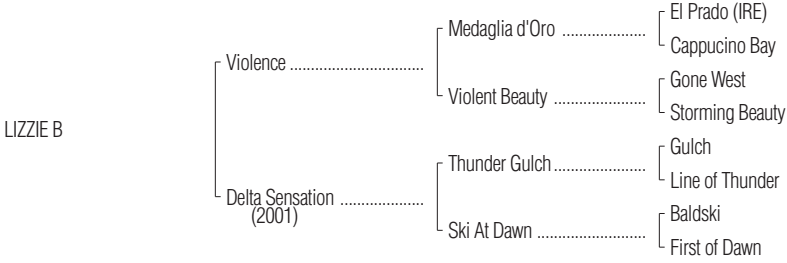 LIZZIE B
Violence
Delta Sensation
(2001)
Medaglia d'Oro
Violent Beauty
Thunder Gulch
Ski At Dawn
El Prado (IRE)
Cappucino Bay
Gone West
Storming Beauty
Gulch
Line of Thunder
Baldski
First of Dawn